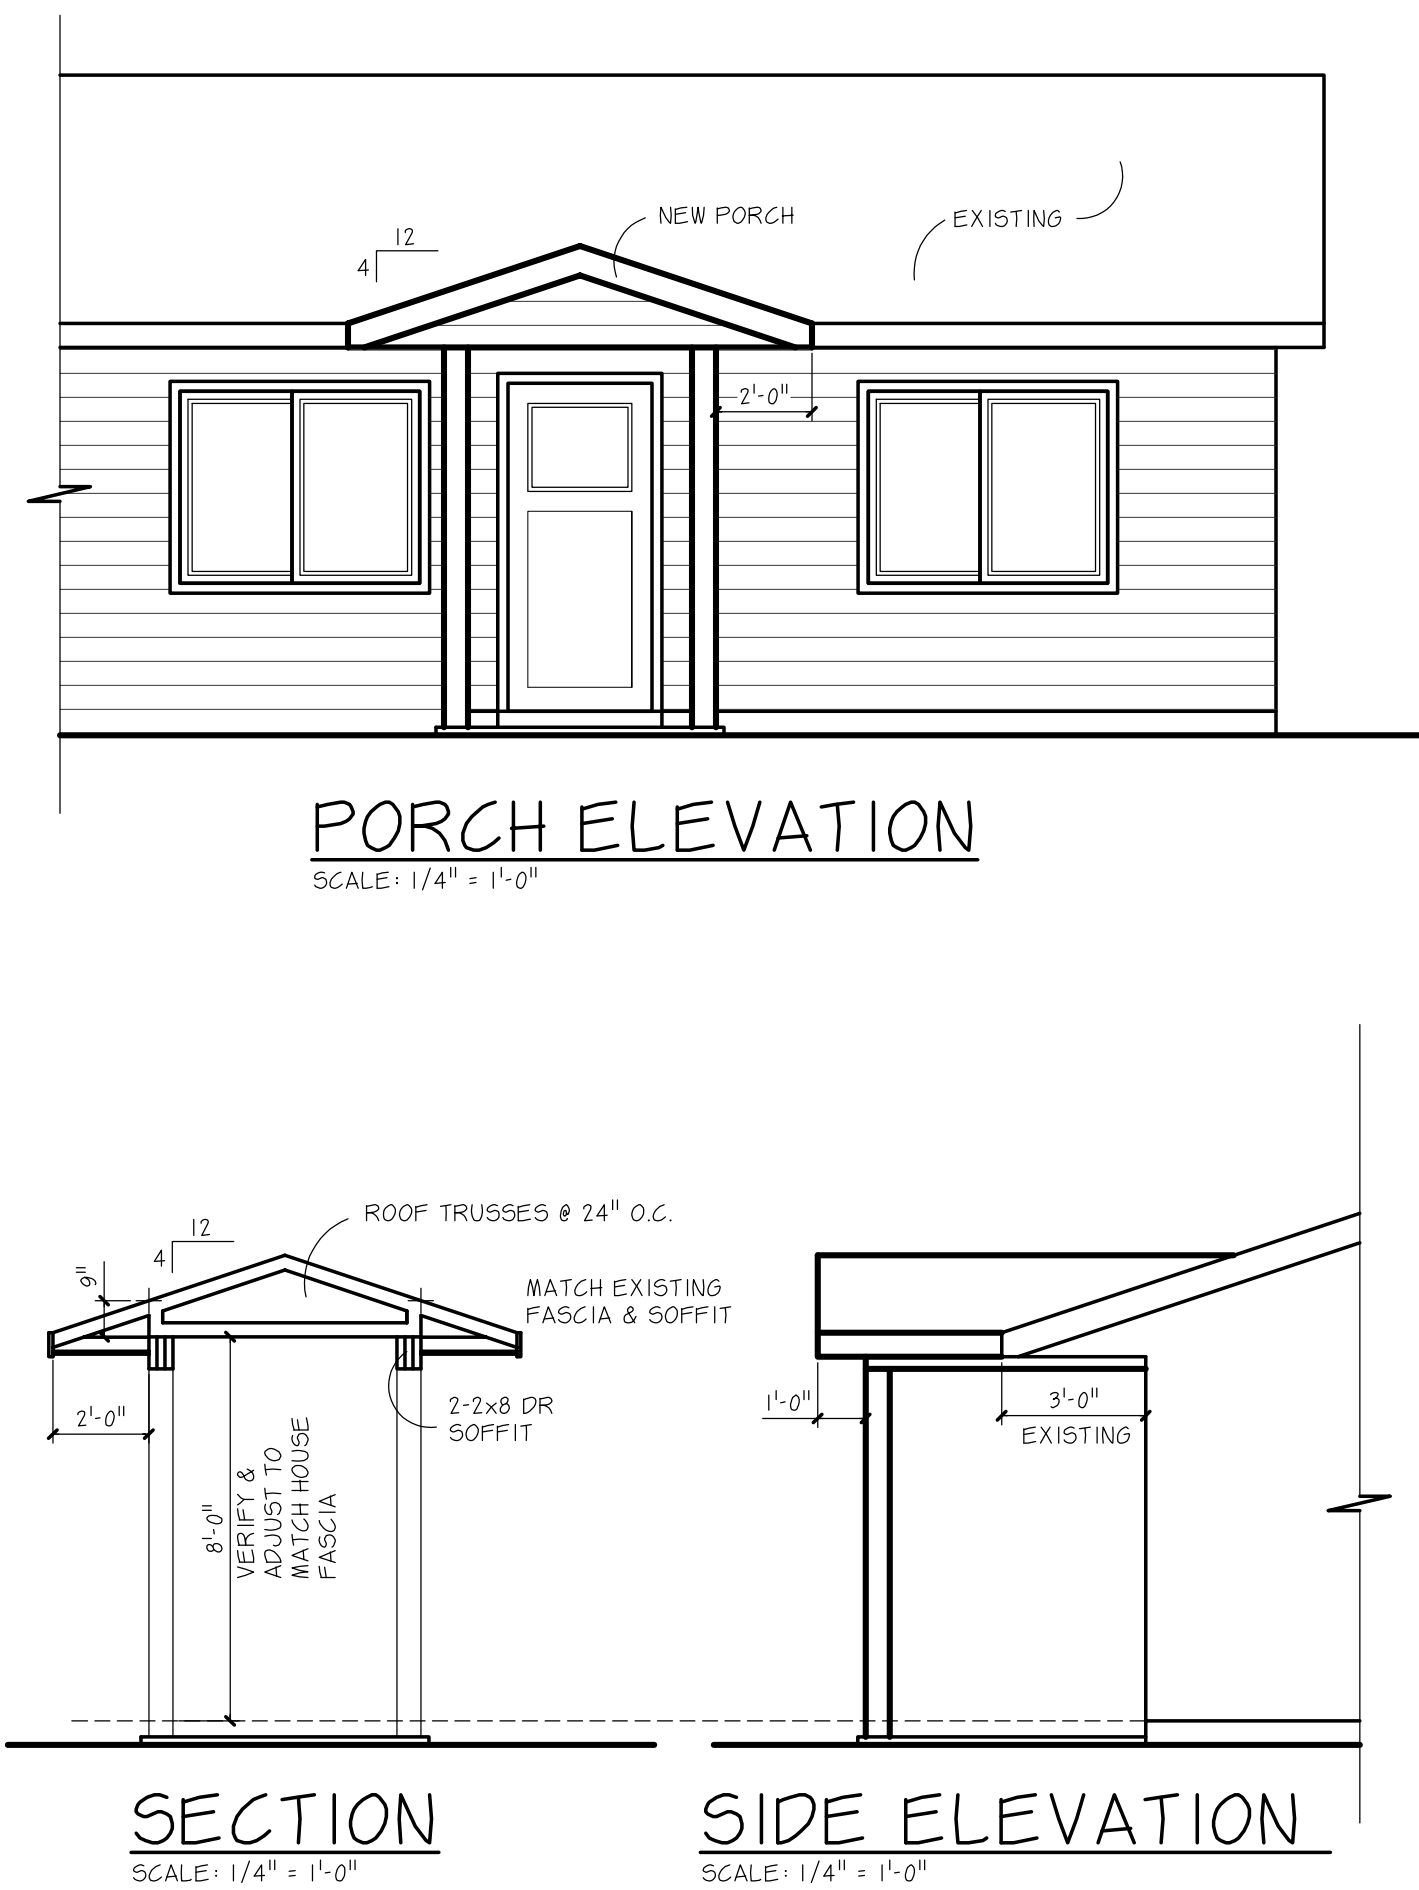 NEW PORCH
EXISTING
12
4
2'-0"
PORCH ELEVATION
SCALE: 1/4" = 1'-0"
ROOF TRUSSES @ 24" O.C.
12
4
9"
MATCH EXISTING
FASCIA & SOFFIT
2'-0"
2-2x8 DR
SOFFIT
8'-0"
VERIFY &
ADJUST TO
MATCH HOUSE
FASCIA
1'-0"
3'-0"
EXISTING
SECTION
SCALE: 1/4" = 1'-0"
SIDE ELEVATION
SCALE: 1/4" = 1'-0"